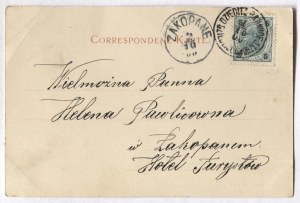 CORRESPONDENZ-KARTE
ZAKOPANE
Wielmożna Panna
Helena Pawlicówna
w
Zakopanem
Hotel Turystów